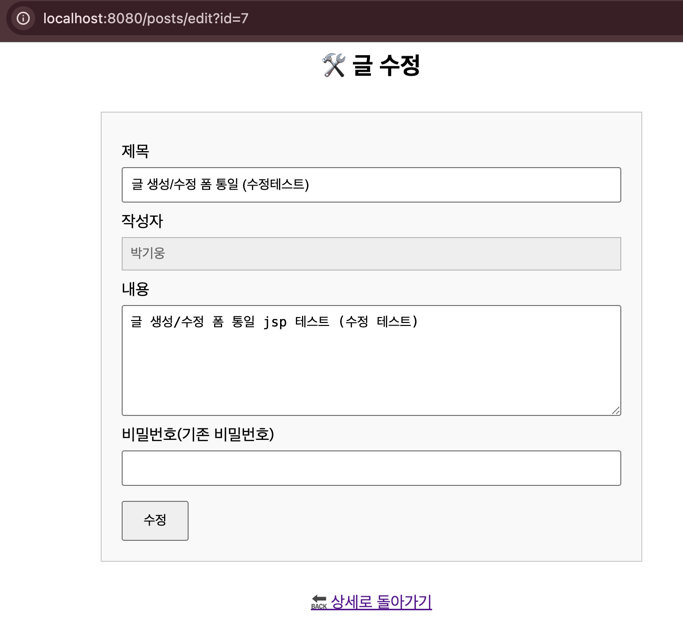 localhost:8080/posts/edit?id=7
🛠️ 글 수정
제목
글 생성/수정 폼 통일 (수정테스트)
작성자
박기웅
내용
글 생성/수정 폼 통일 jsp 테스트 (수정 테스트)
비밀번호(기존 비밀번호)
수정
🔙 상세로 돌아가기